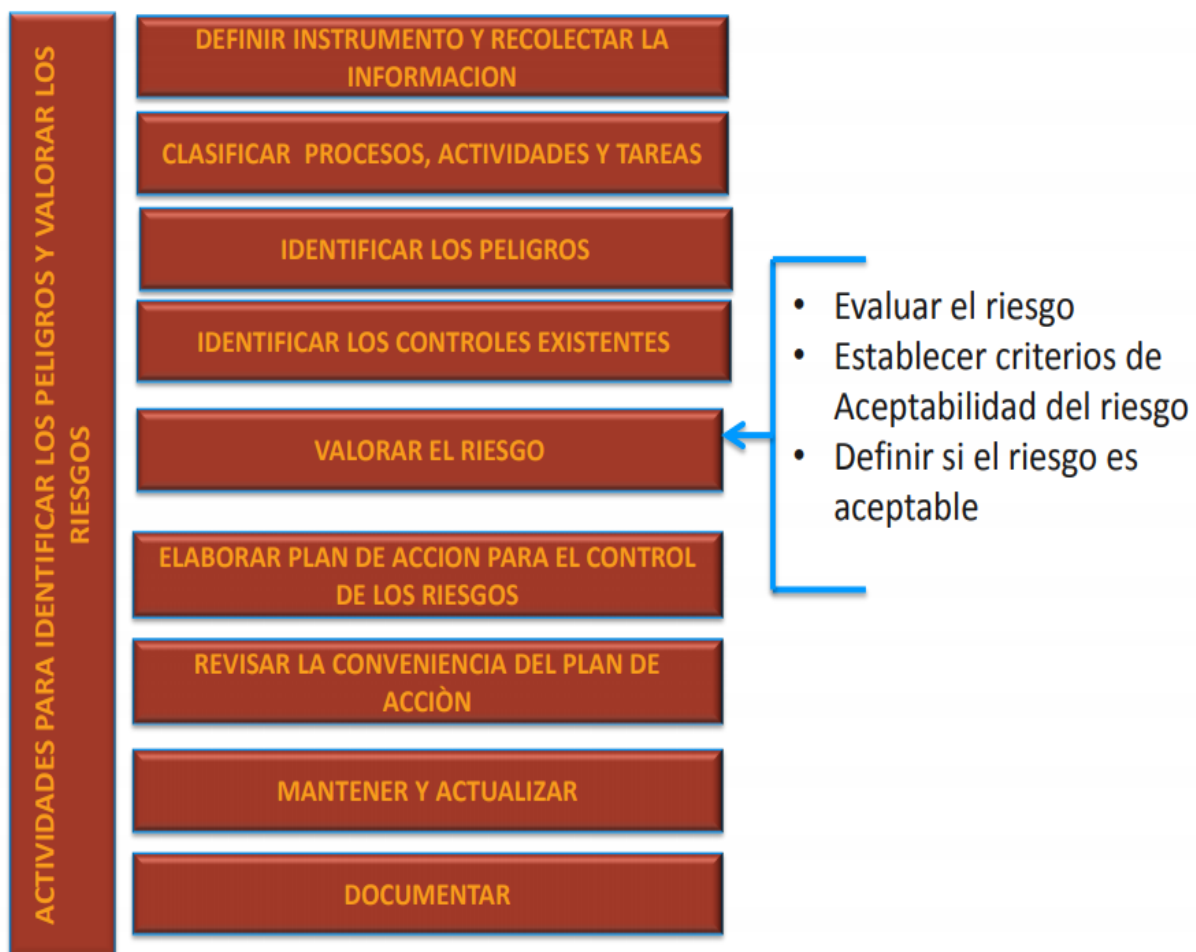 ACTIVIDADES PARA IDENTIFICAR LOS PELIGROS Y VALORAR LOS
RIESGOS
DEFINIR INSTRUMENTO Y RECOLECTAR LA
INFORMACION
CLASIFICAR PROCESOS, ACTIVIDADES Y TAREAS
IDENTIFICAR LOS PELIGROS
IDENTIFICAR LOS CONTROLES EXISTENTES
VALORAR EL RIESGO
• Evaluar el riesgo
• Establecer criterios de
Aceptabilidad del riesgo
• Definir si el riesgo es
aceptable
ELABORAR PLAN DE ACCION PARA EL CONTROL
DE LOS RIESGOS
REVISAR LA CONVENIENCIA DEL PLAN DE
ACCIÒN
MANTENER Y ACTUALIZAR
DOCUMENTAR